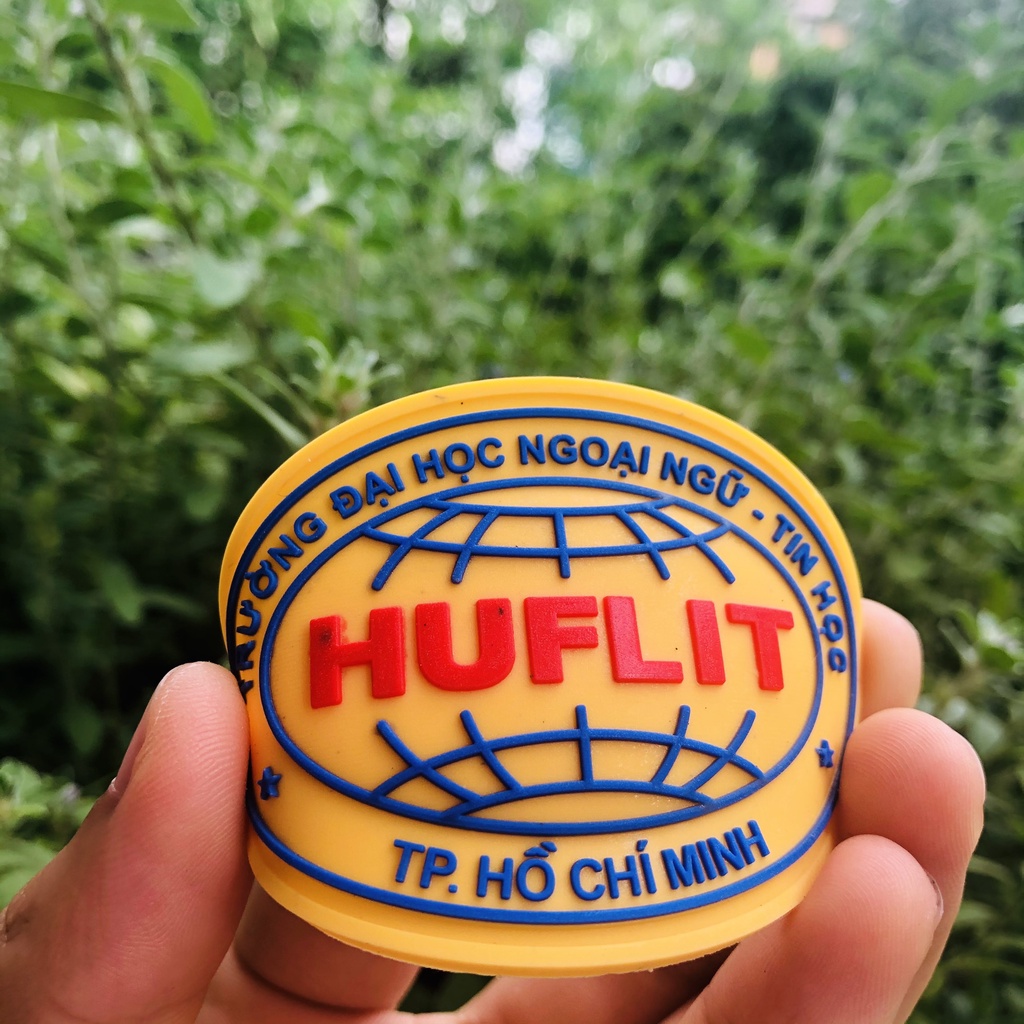 TRƯỜNG ĐẠI HỌC NGOẠI NGỮ - TIN HỌC
HUFLIT
TP. HỒ CHÍ MINH